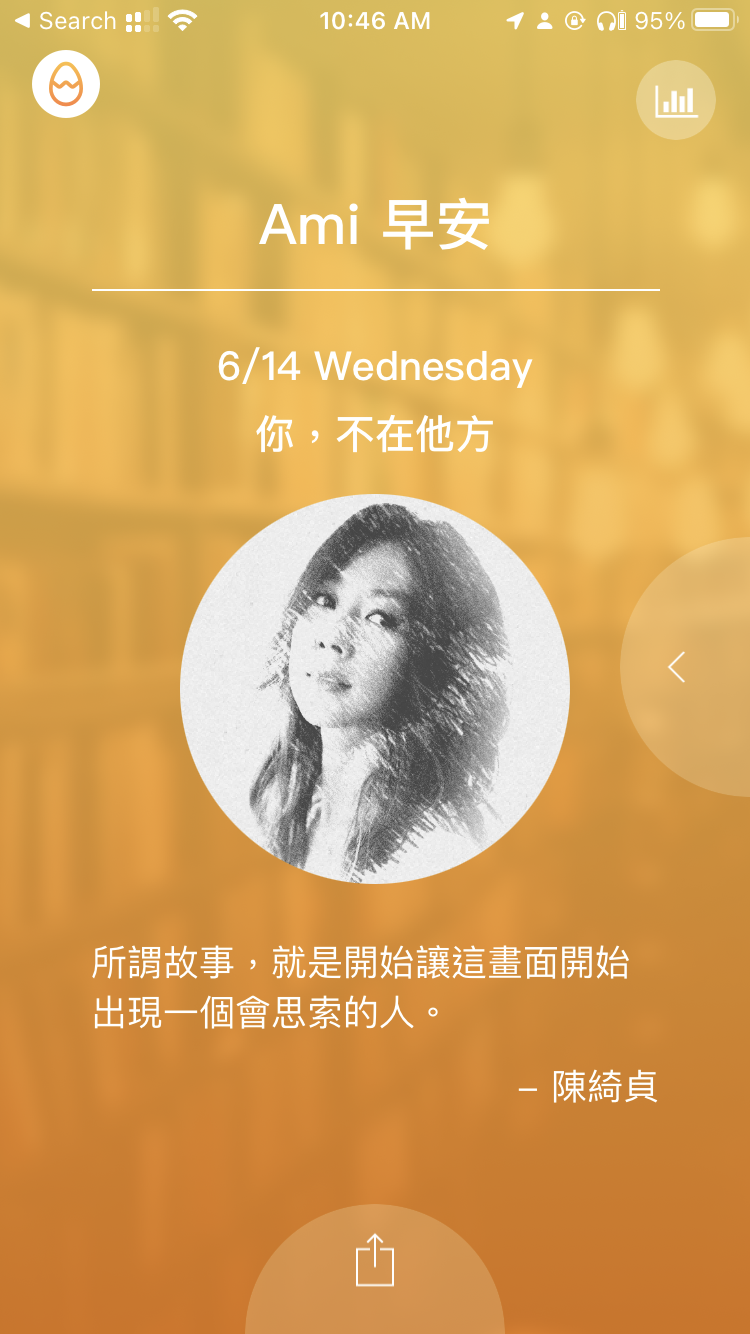 Search
10:46 AM
95%
Ami 早安
6/14 Wednesday
你，不在他方
所謂故事，就是開始讓這畫面開始
出現一個會思索的人。
– 陳綺貞